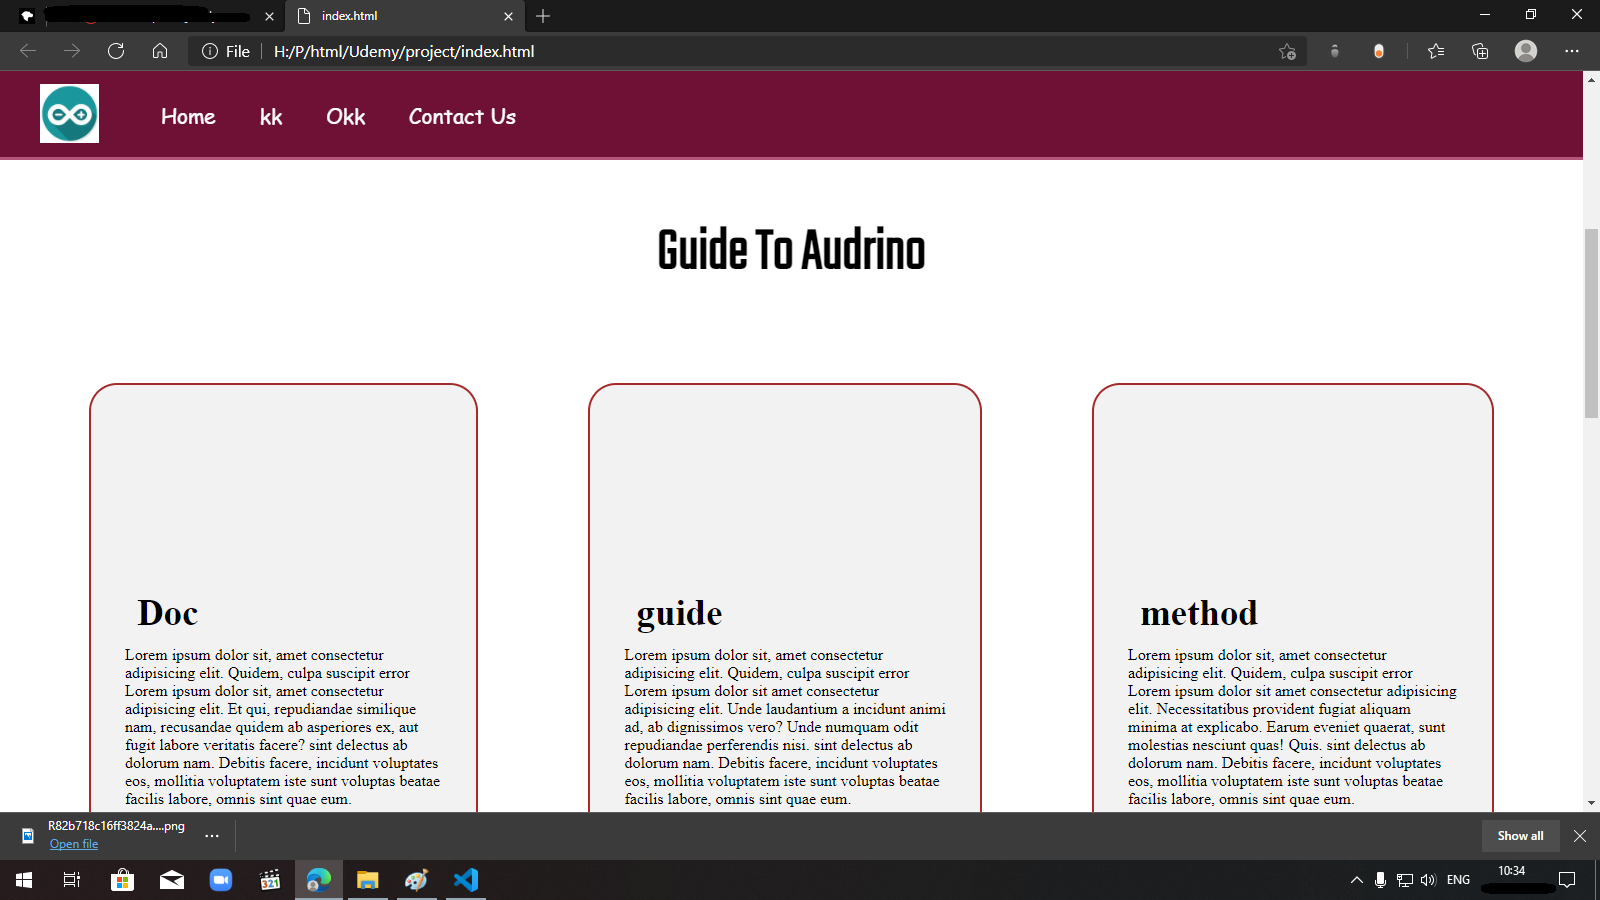 index.html
File
H:/P/html/Udemy/project/index.html
Home
kk
Okk
Contact Us
Guide To Audrino
Doc
Lorem ipsum dolor sit, amet consectetur
adipisicing elit. Quidem, culpa suscipit error
Lorem ipsum dolor sit, amet consectetur
adipisicing elit. Et qui, repudiandae similique
nam, recusandae quidem ab asperiores ex, aut
fugit labore veritatis facere? sint delectus ab
dolorum nam. Debitis facere, incidunt voluptates
eos, mollitia voluptatem iste sunt voluptas beatae
facilis labore, omnis sint quae eum.
guide
Lorem ipsum dolor sit, amet consectetur
adipisicing elit. Quidem, culpa suscipit error
Lorem ipsum dolor sit amet consectetur
adipisicing elit. Unde laudantium a incidunt animi
ad, ab dignissimos vero? Unde numquam odit
repudiandae perferendis nisi. sint delectus ab
dolorum nam. Debitis facere, incidunt voluptates
eos, mollitia voluptatem iste sunt voluptas beatae
facilis labore, omnis sint quae eum.
method
Lorem ipsum dolor sit, amet consectetur
adipisicing elit. Quidem, culpa suscipit error
Lorem ipsum dolor sit amet consectetur adipisicing
elit. Necessitatibus provident fugiat aliquam
minima at explicabo. Earum eveniet quaerat, sunt
molestias nesciunt quas! Quis. sint delectus ab
dolorum nam. Debitis facere, incidunt voluptates
eos, mollitia voluptatem iste sunt voluptas beatae
facilis labore, omnis sint quae eum.
R82b718c16ff3824a....png
Open file
Show all
321
ENG
10:34